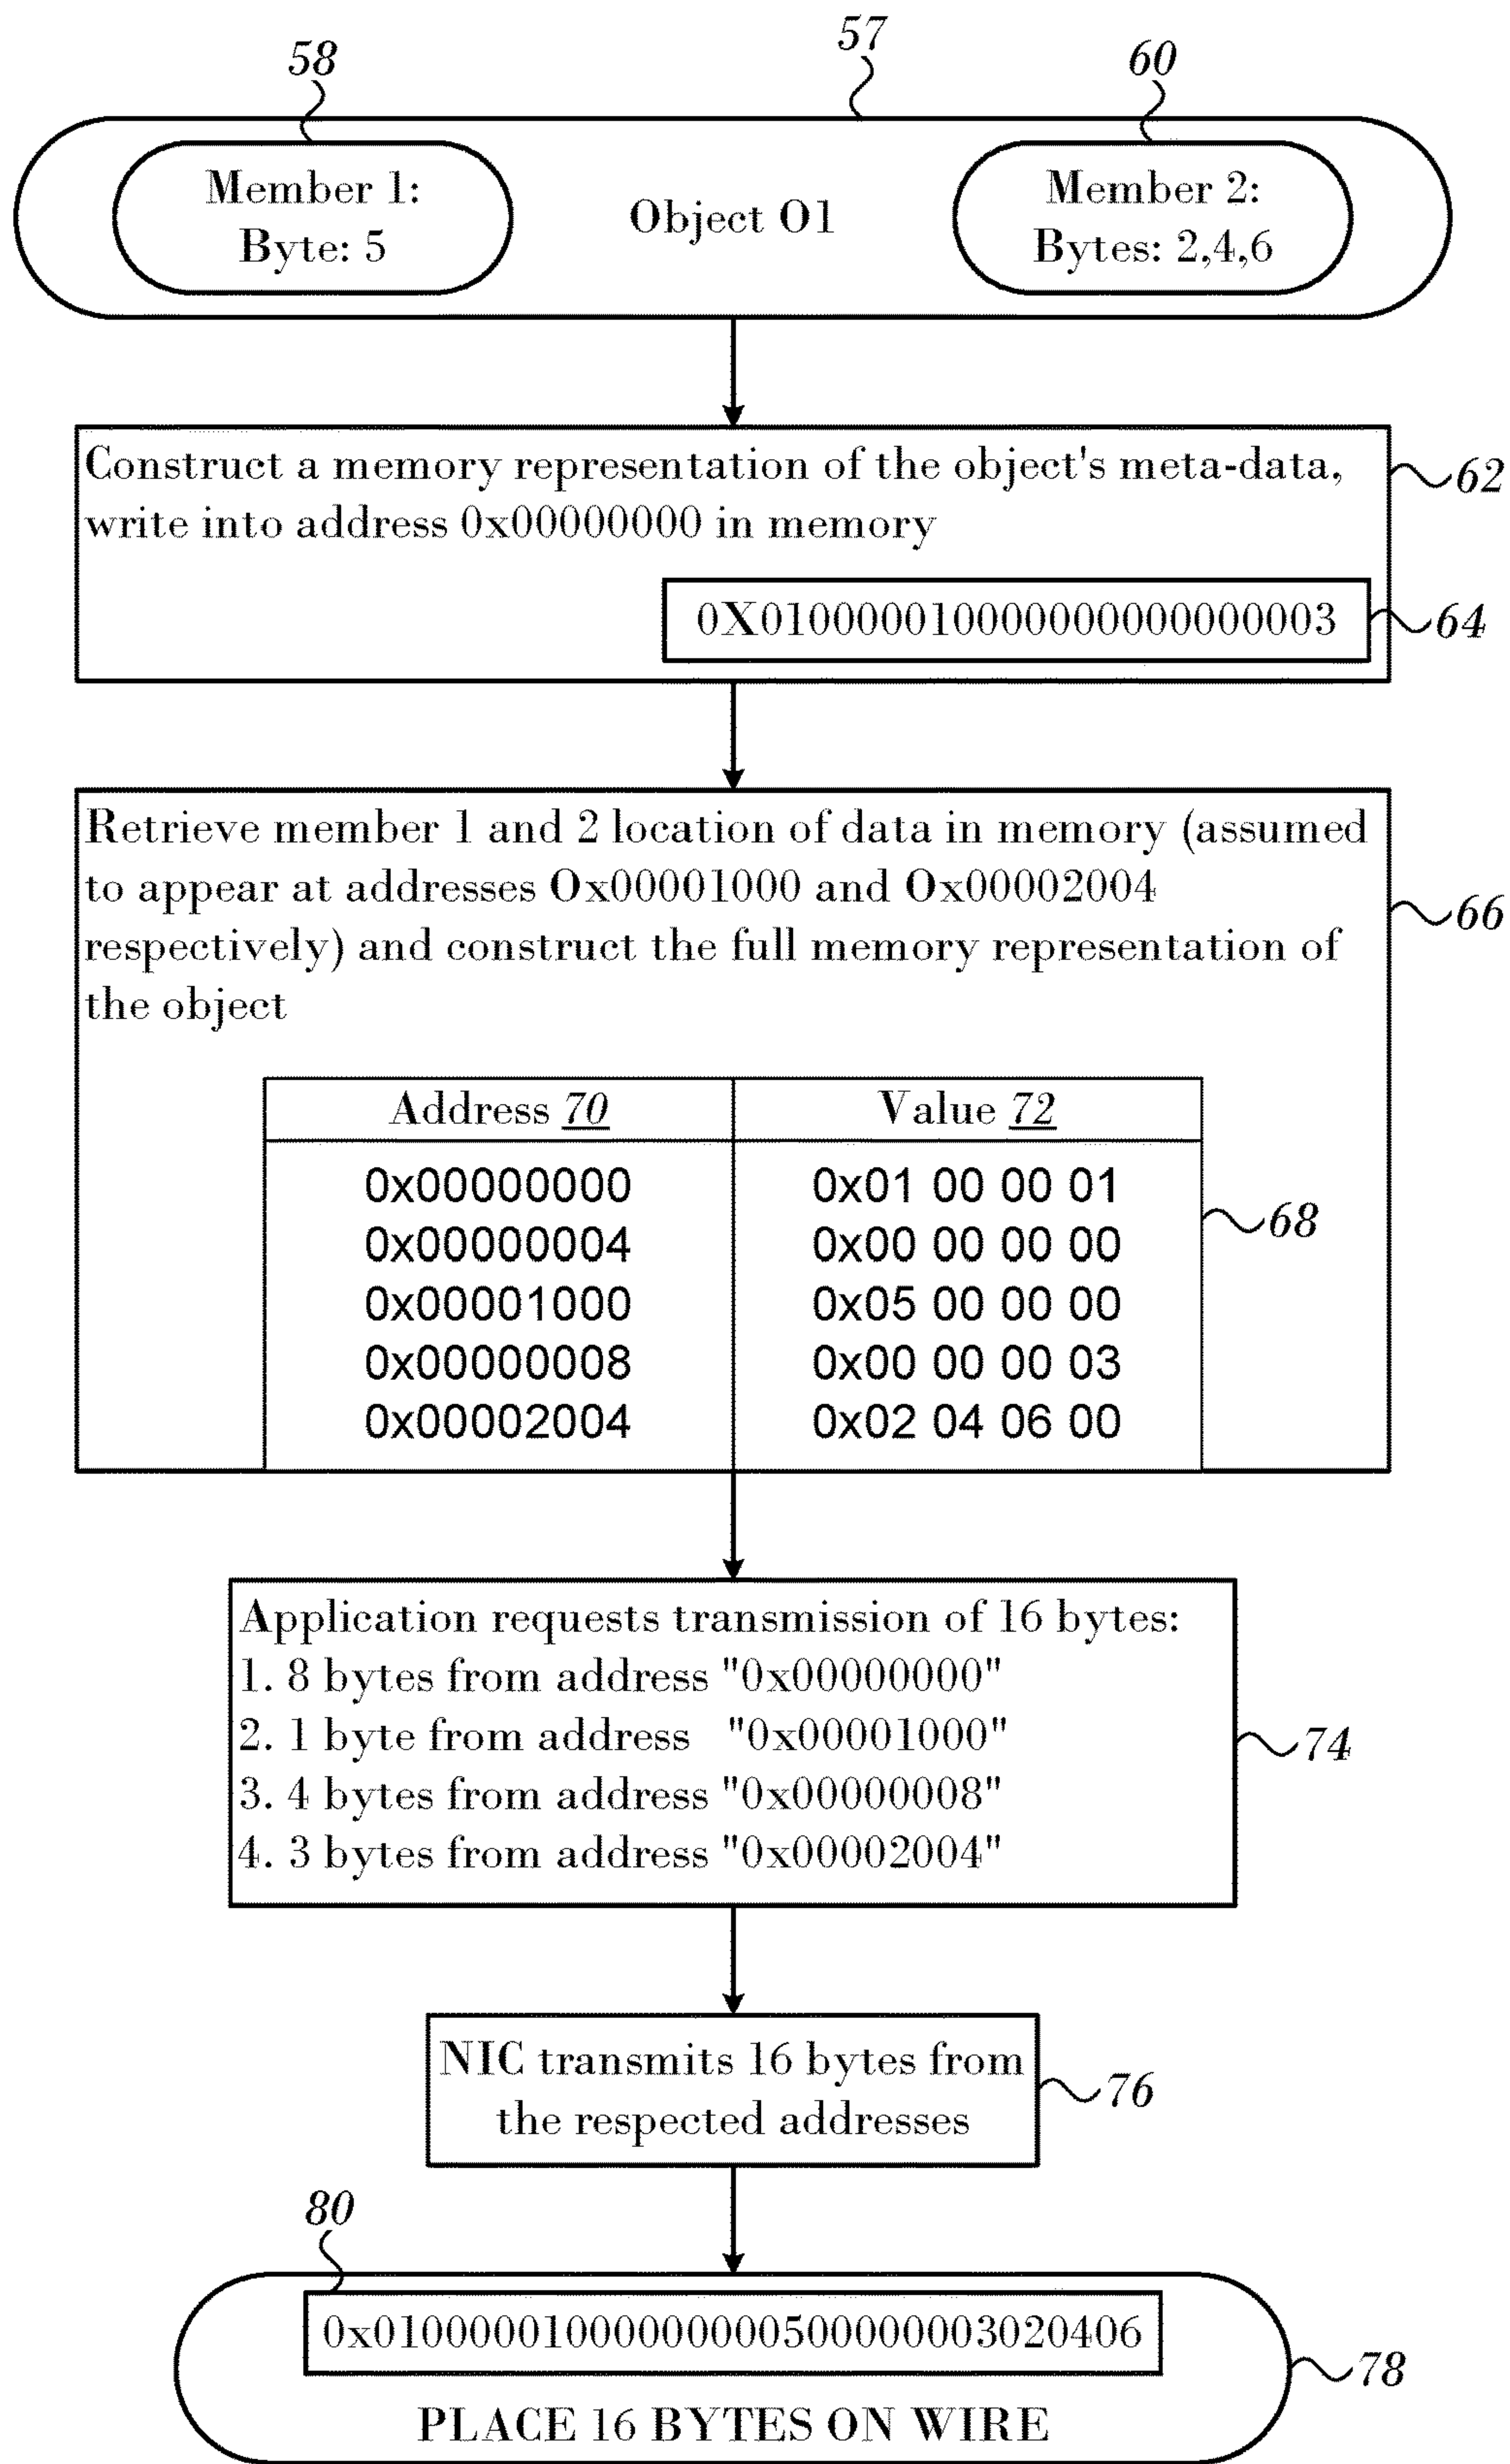 58
57
60
Member 1:
Byte: 5
Object O1
Member 2:
Bytes: 2,4,6
Construct a memory representation of the object's meta-data,
write into address 0x00000000 in memory
62
0X010000010000000000000003
64
Retrieve member 1 and 2 location of data in memory (assumed
to appear at addresses Ox00001000 and Ox00002004
respectively) and construct the full memory representation of
the object
66
Address 70 Value 72
0x00000000 0x01 00 00 01
0x00000004 0x00 00 00 00
0x00001000 0x05 00 00 00
0x00000008 0x00 00 00 03
0x00002004 0x02 04 06 00
68
Application requests transmission of 16 bytes:
1. 8 bytes from address "0x00000000"
2. 1 byte from address "0x00001000"
3. 4 bytes from address "0x00000008"
4. 3 bytes from address "0x00002004"
74
NIC transmits 16 bytes from
the respected addresses
76
80
0x01000001000000000500000003020406
PLACE 16 BYTES ON WIRE
78